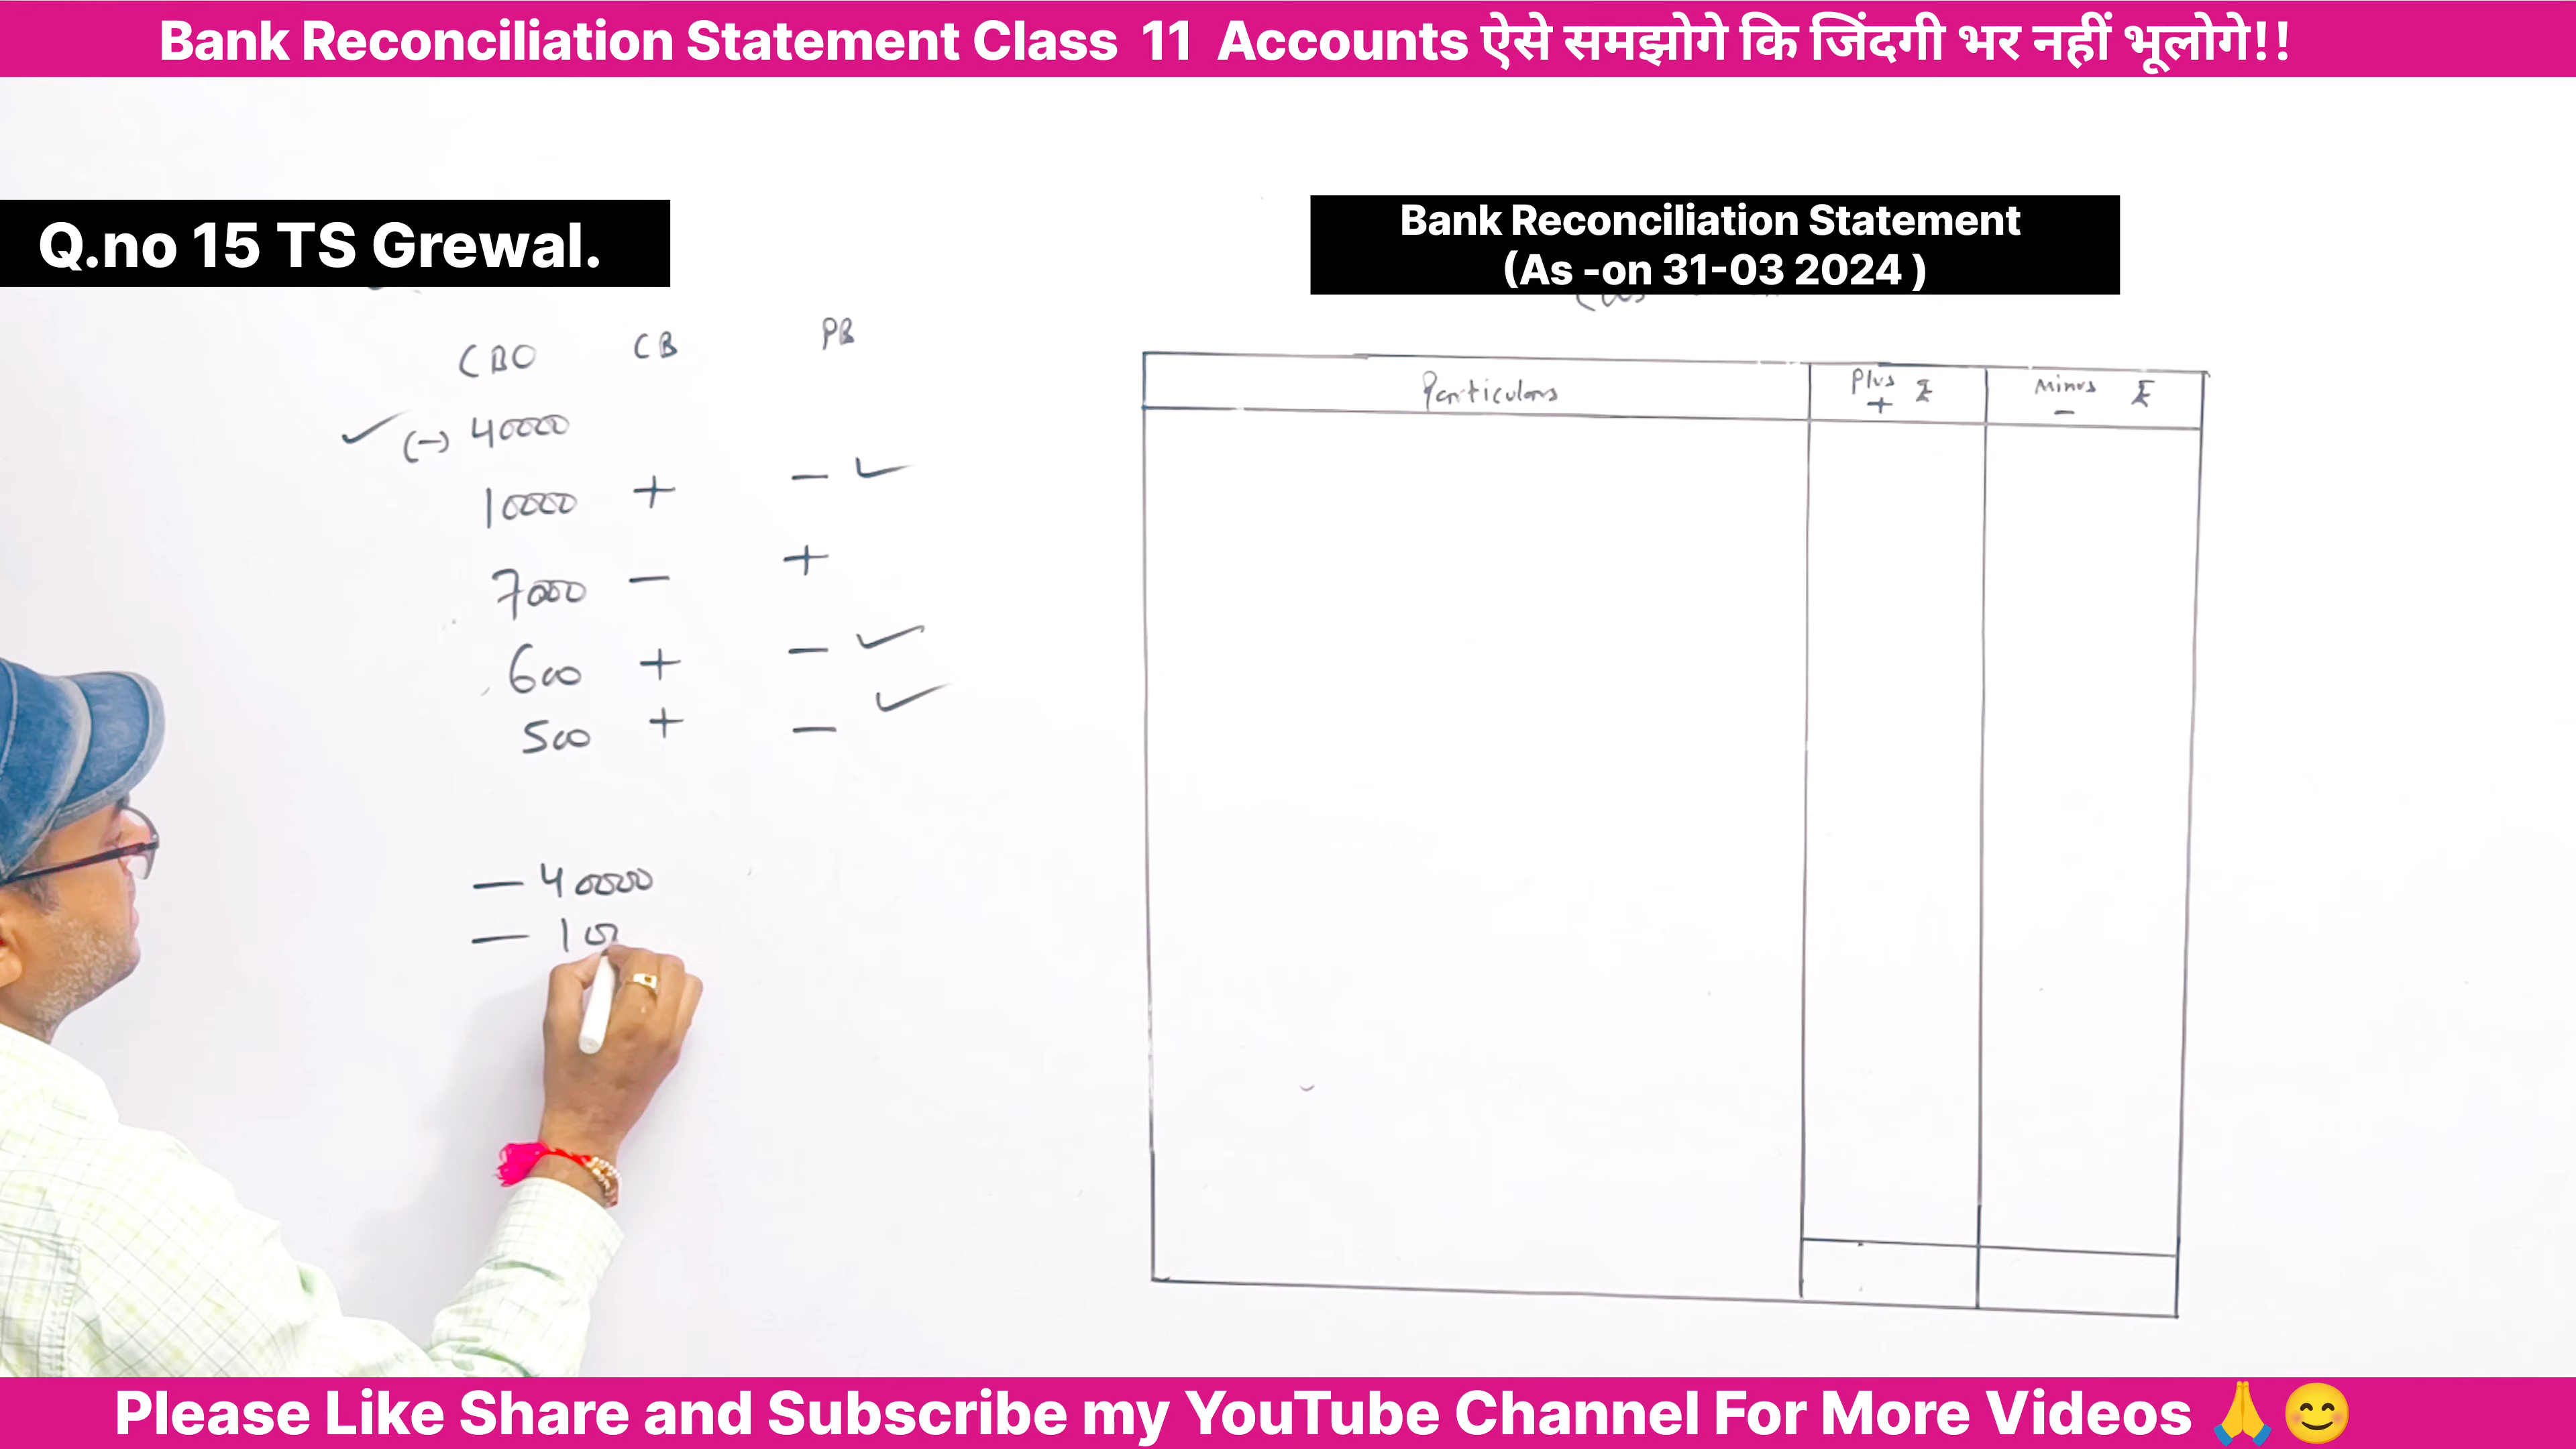 Bank Reconciliation Statement Class 11 Accounts ऐसे समझोगे कि जिंदगी भर नहीं भूलोगे!!
Q.no 15 TS Grewal.
Bank Reconciliation Statement
(As -on 31-03 2024 )
CBO CB PB
(-) 40000
10000 + -
7000 - +
600 + -
500 + -
- 40000
- 10
Particulars Plus ₹ Minus ₹
+ -
Please Like Share and Subscribe my YouTube Channel For More Videos 🙏😊